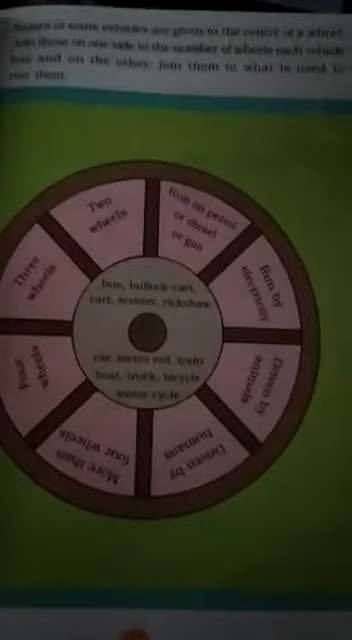 Names of some vehicles are given in the centre of a wheel.
Join these on one side to the number of wheels each vehicle
has and on the other, join them to what is used to
run them.
Two
wheels
Run on petrol
or diesel
or gas
Three
wheels
Run by
electricity
bus, bullock-cart,
cart, scooter, rickshaw
car, metro rail, train
boat, truck, bicycle
motor cycle
Four
wheels
Driven by
animals
More than
four wheels
Driven by
humans